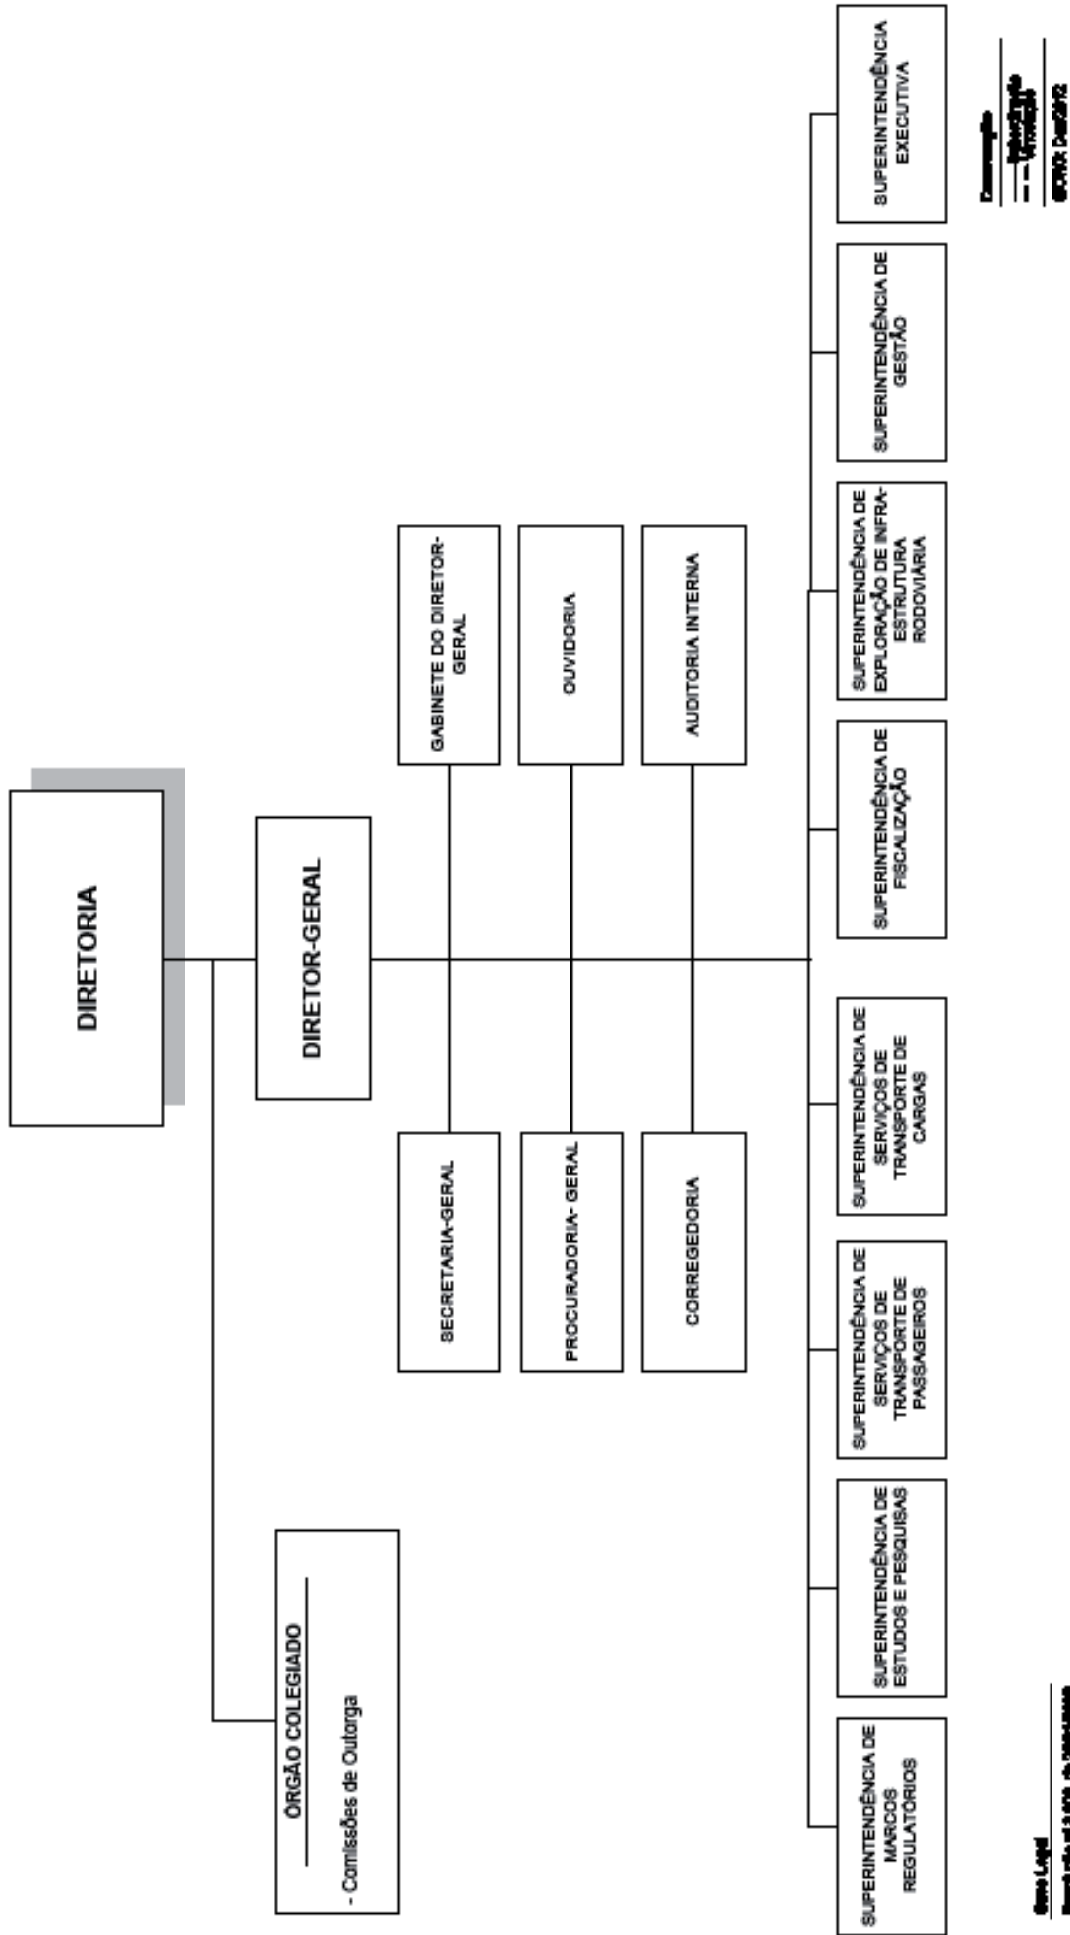 DIRETORIA
ÓRGÃO COLEGIADO
- Comissões de Outorga
DIRETOR-GERAL
SECRETARIA-GERAL
GABINETE DO DIRETOR-
GERAL
PROCURADORIA- GERAL
OUVIDORIA
CORREGEDORIA
AUDITORIA INTERNA
SUPERINTENDÊNCIA DE
MARCOS
REGULATÓRIOS
SUPERINTENDÊNCIA DE
ESTUDOS E PESQUISAS
SUPERINTENDÊNCIA DE
SERVIÇOS DE
TRANSPORTE DE
PASSAGEIROS
SUPERINTENDÊNCIA DE
SERVIÇOS DE
TRANSPORTE DE
CARGAS
SUPERINTENDÊNCIA DE
FISCALIZAÇÃO
SUPERINTENDÊNCIA DE
EXPLORAÇÃO DE INFRA-
ESTRUTURA
RODOVIÁRIA
SUPERINTENDÊNCIA DE
GESTÃO
SUPERINTENDÊNCIA
EXECUTIVA
Legal